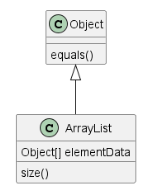 C Object
equals()
C ArrayList
Object[] elementData
size()